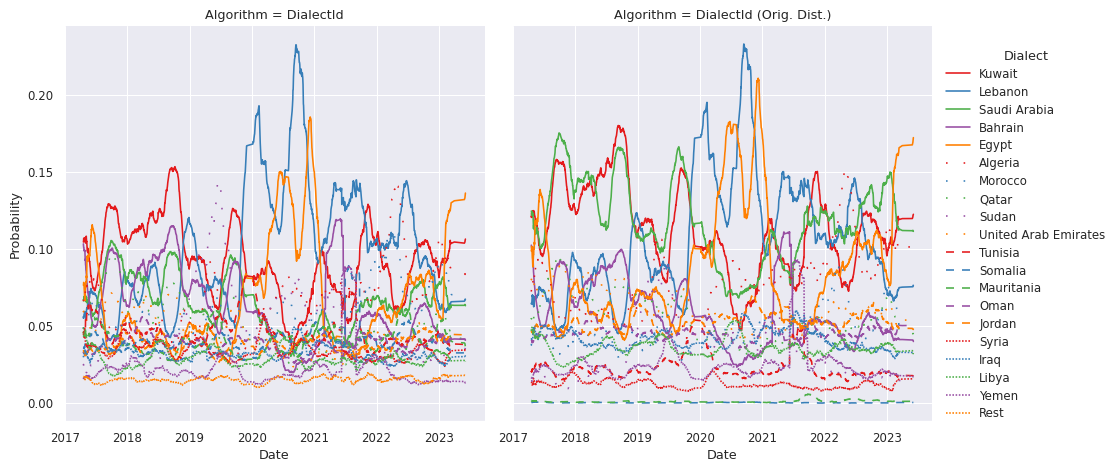 Algorithm = DialectId
Algorithm = DialectId (Orig. Dist.)
Probability
0.20
0.15
0.10
0.05
0.00
2017 2018 2019 2020 2021 2022 2023
Date
2017 2018 2019 2020 2021 2022 2023
Date
Dialect
Kuwait
Lebanon
Saudi Arabia
Bahrain
Egypt
Algeria
Morocco
Qatar
Sudan
United Arab Emirates
Tunisia
Somalia
Mauritania
Oman
Jordan
Syria
Iraq
Libya
Yemen
Rest